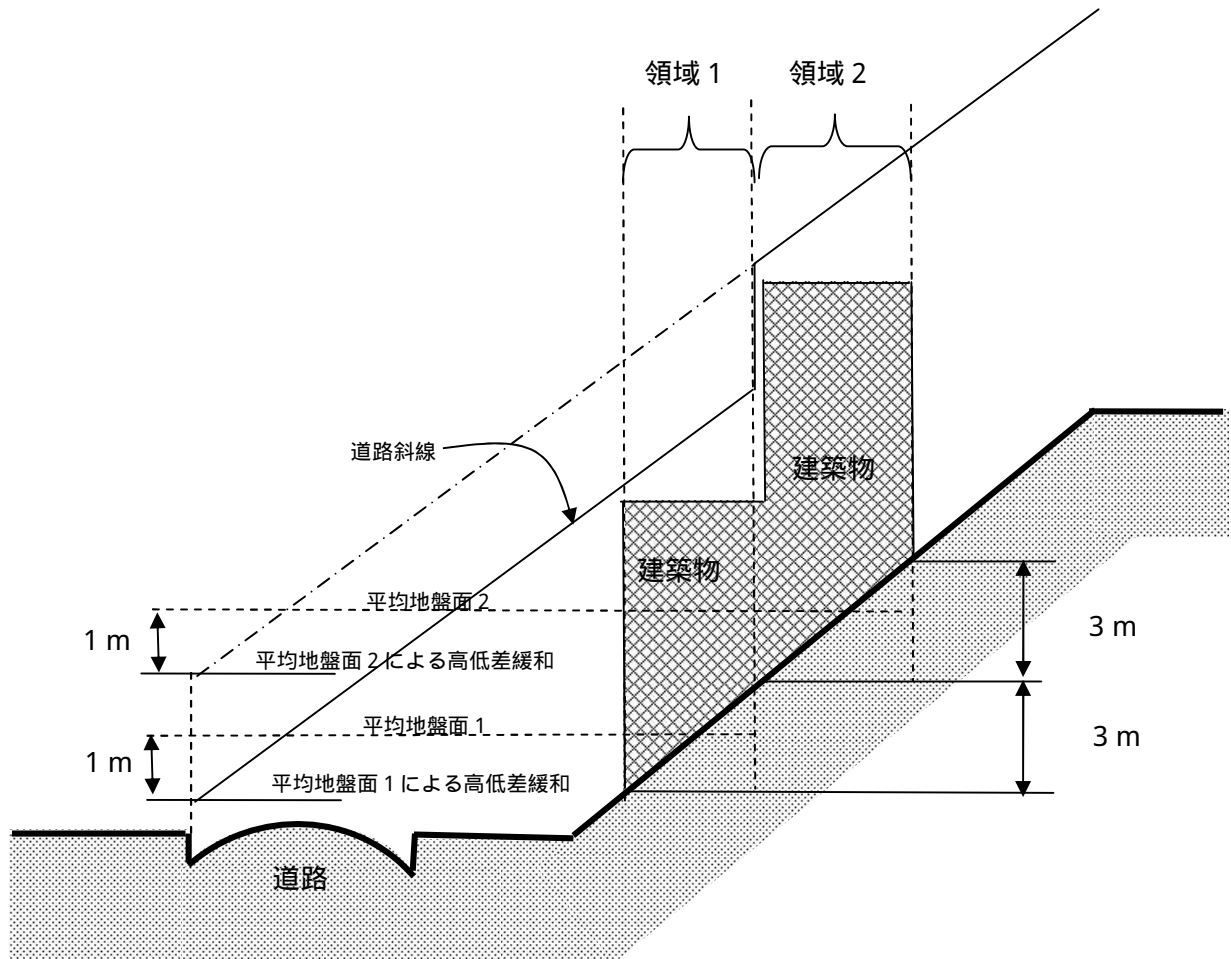 領域 1
領域 2
道路斜線
建築物
建築物
平均地盤面 2
1 m
3 m
平均地盤面 2 による高低差緩和
平均地盤面 1
1 m
3 m
平均地盤面 1 による高低差緩和
道路